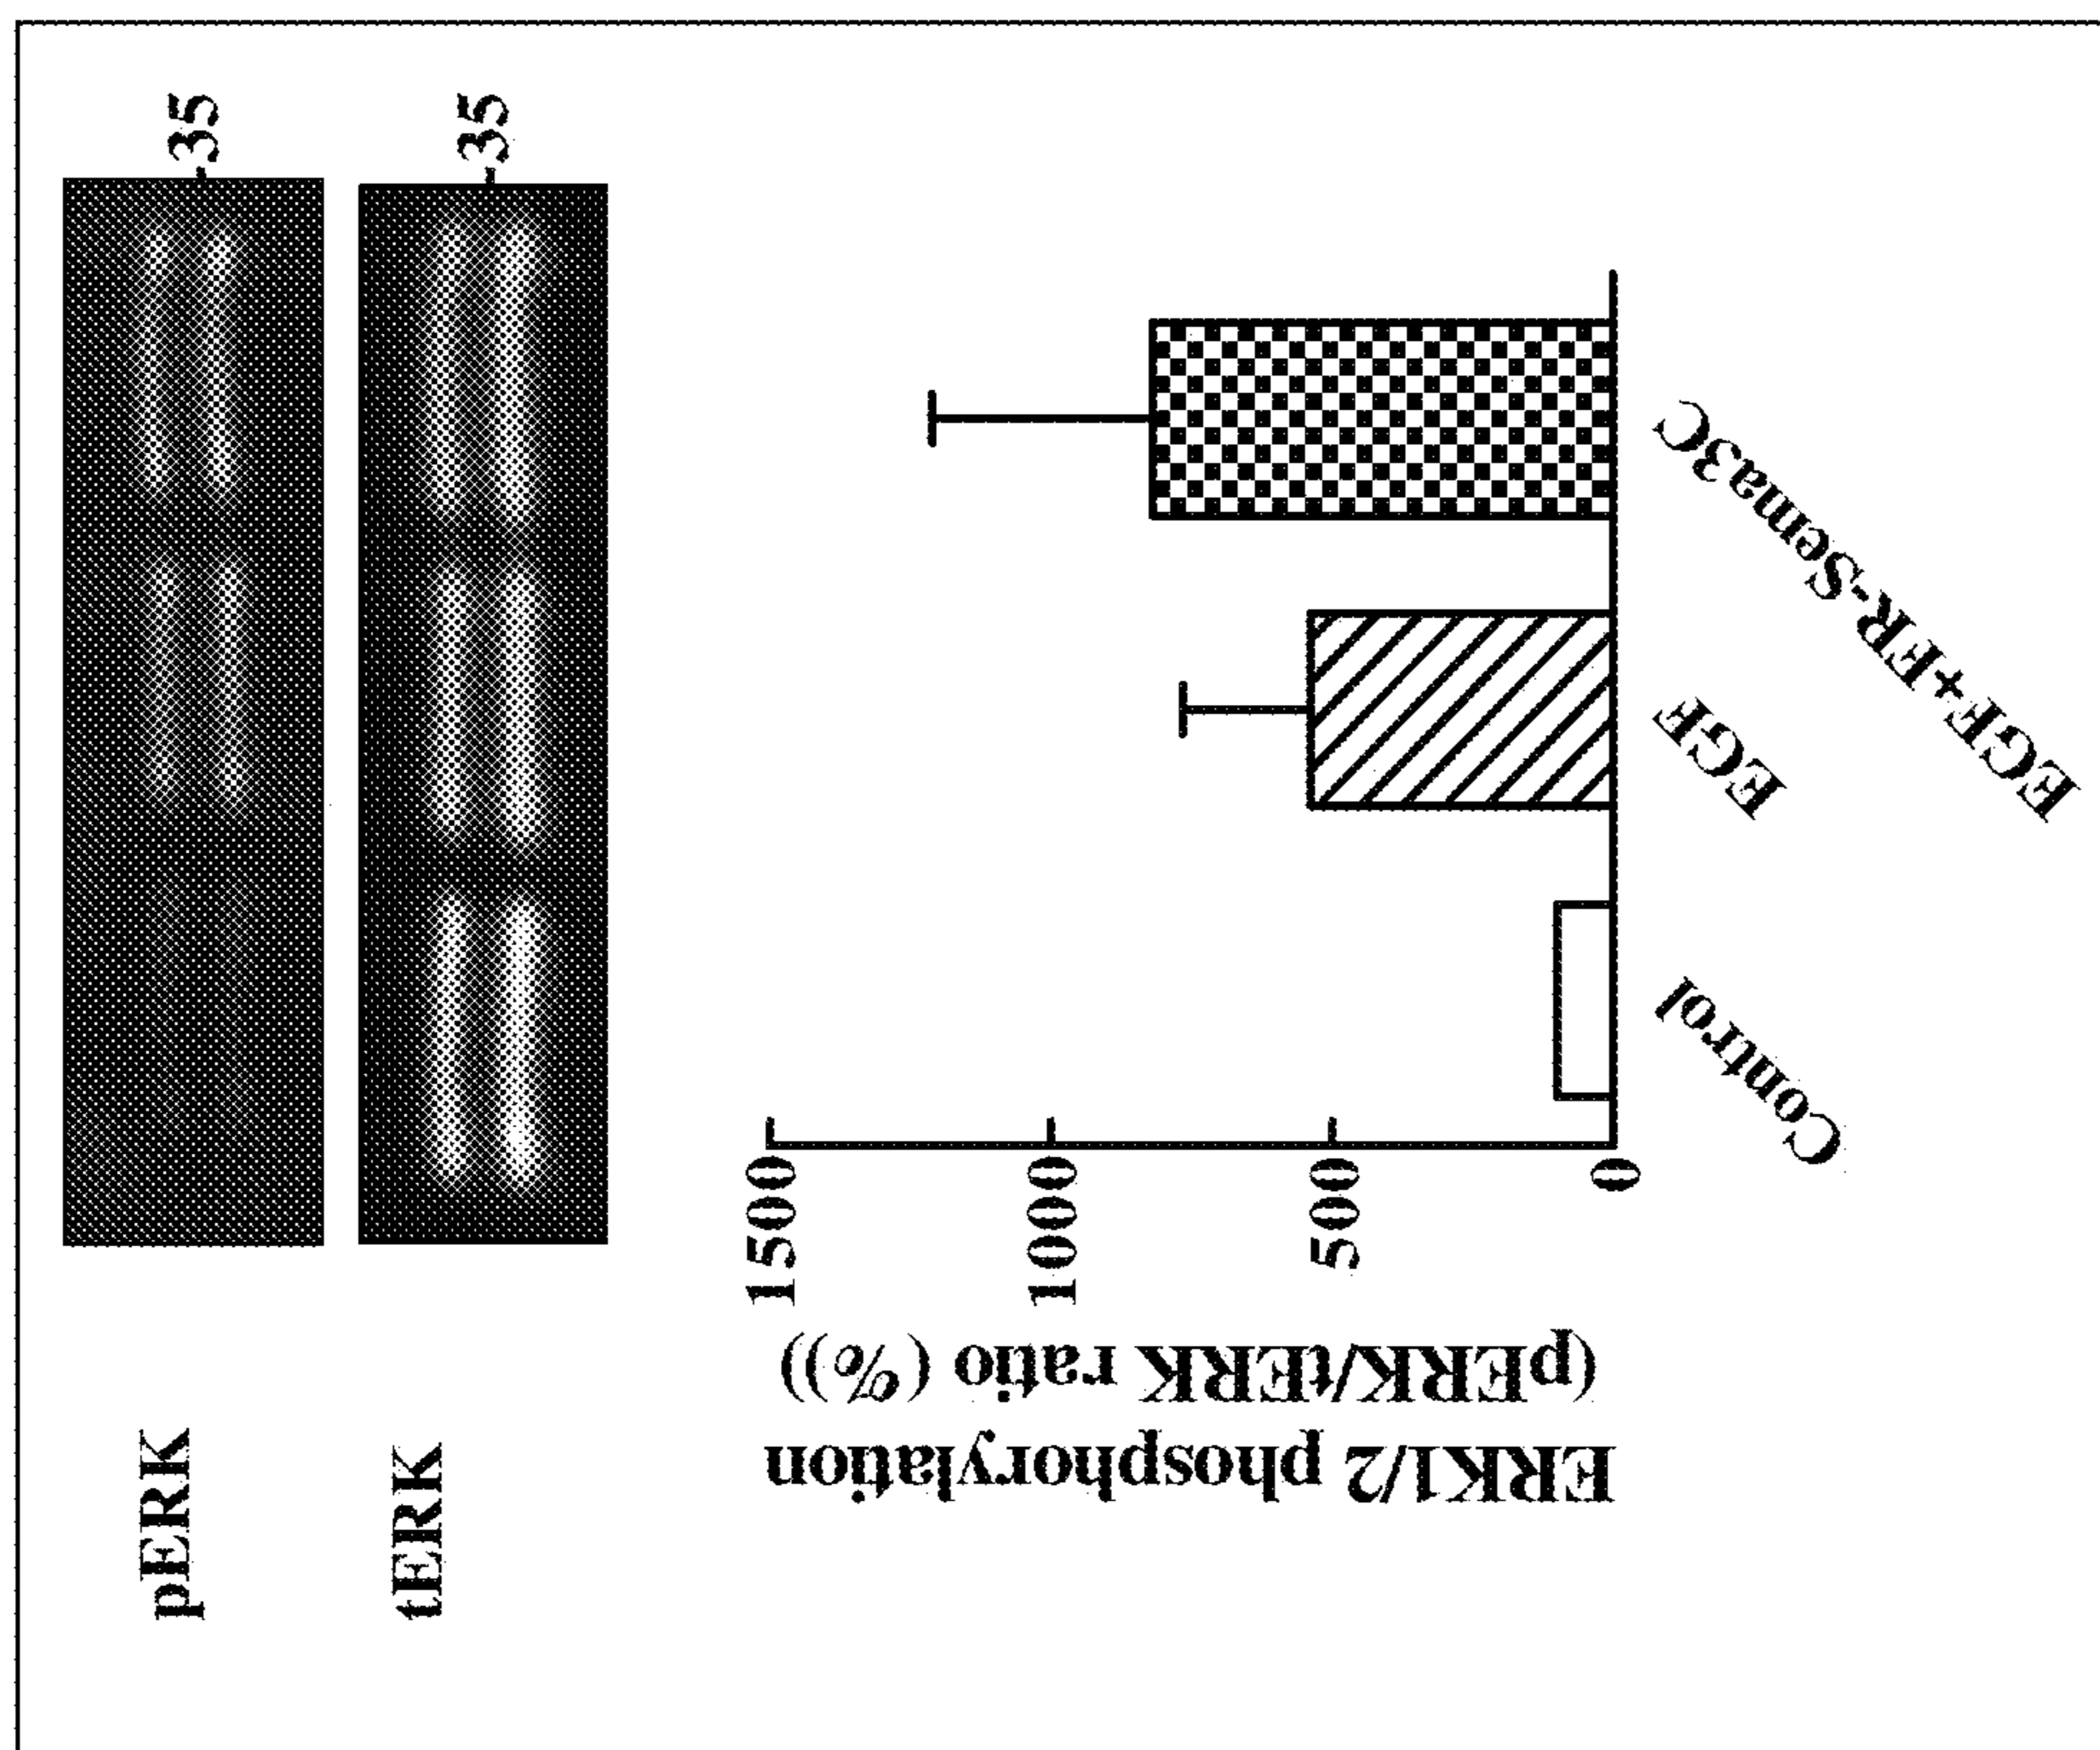 pERK
-35
tERK
-35
ERK1/2 phosphorylation
(pERK/tERK ratio (%))
1500
1000
500
0
Control
EGF
EGF+FR-Sema3C